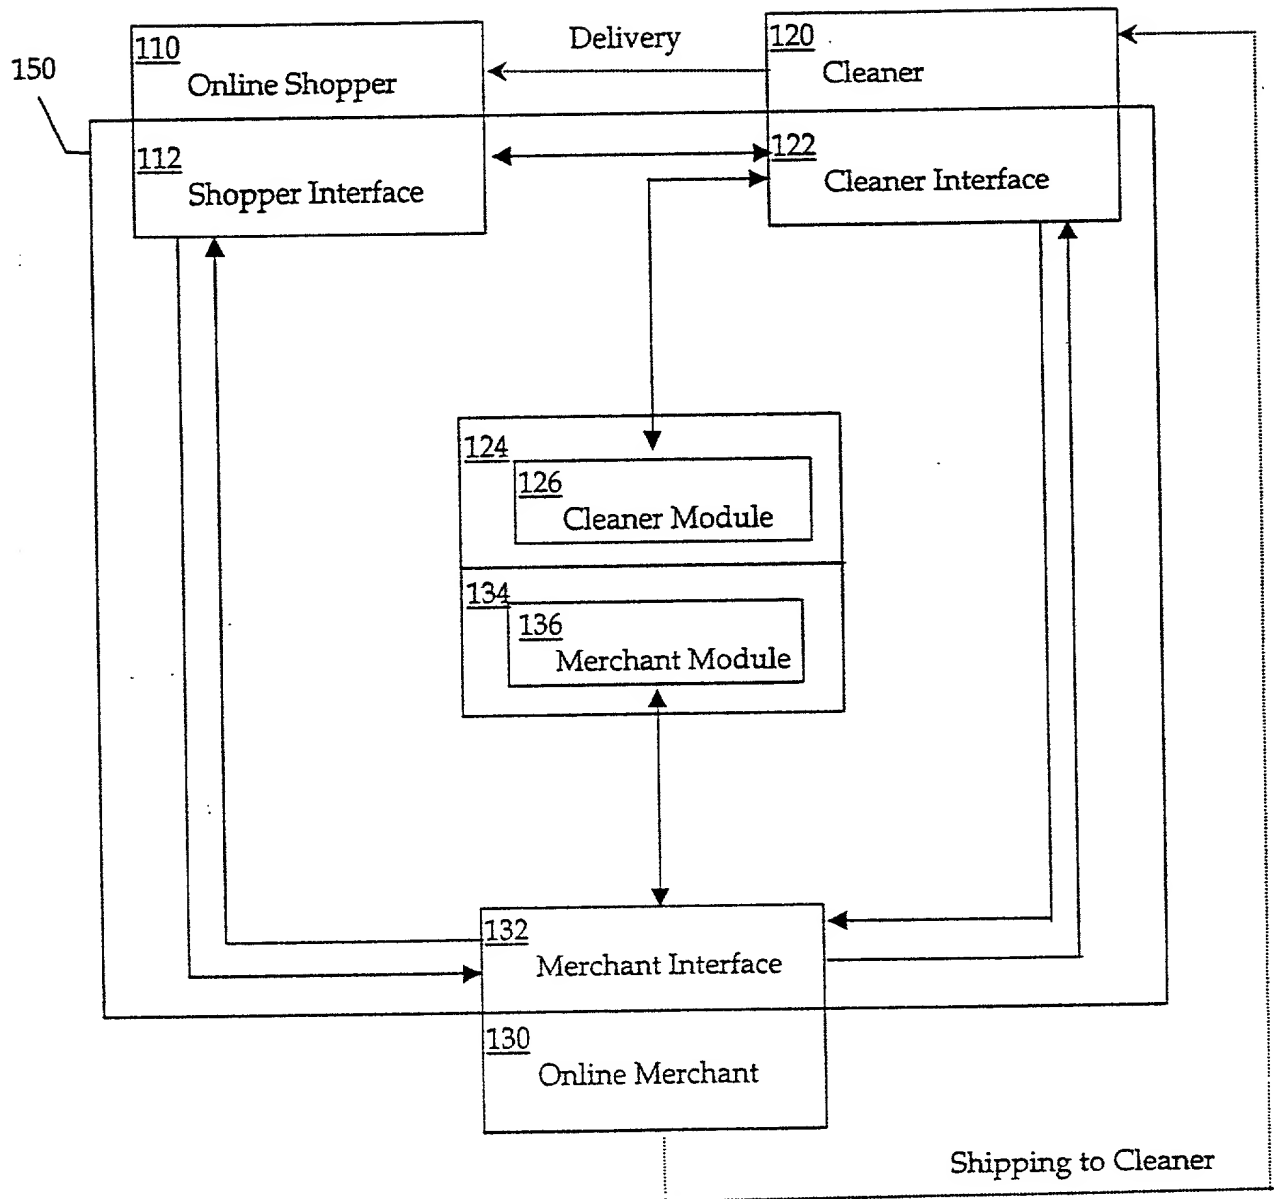 150
110
Online Shopper
Delivery
120
Cleaner
112
Shopper Interface
122
Cleaner Interface
124
126
Cleaner Module
134
136
Merchant Module
132
Merchant Interface
130
Online Merchant
Shipping to Cleaner